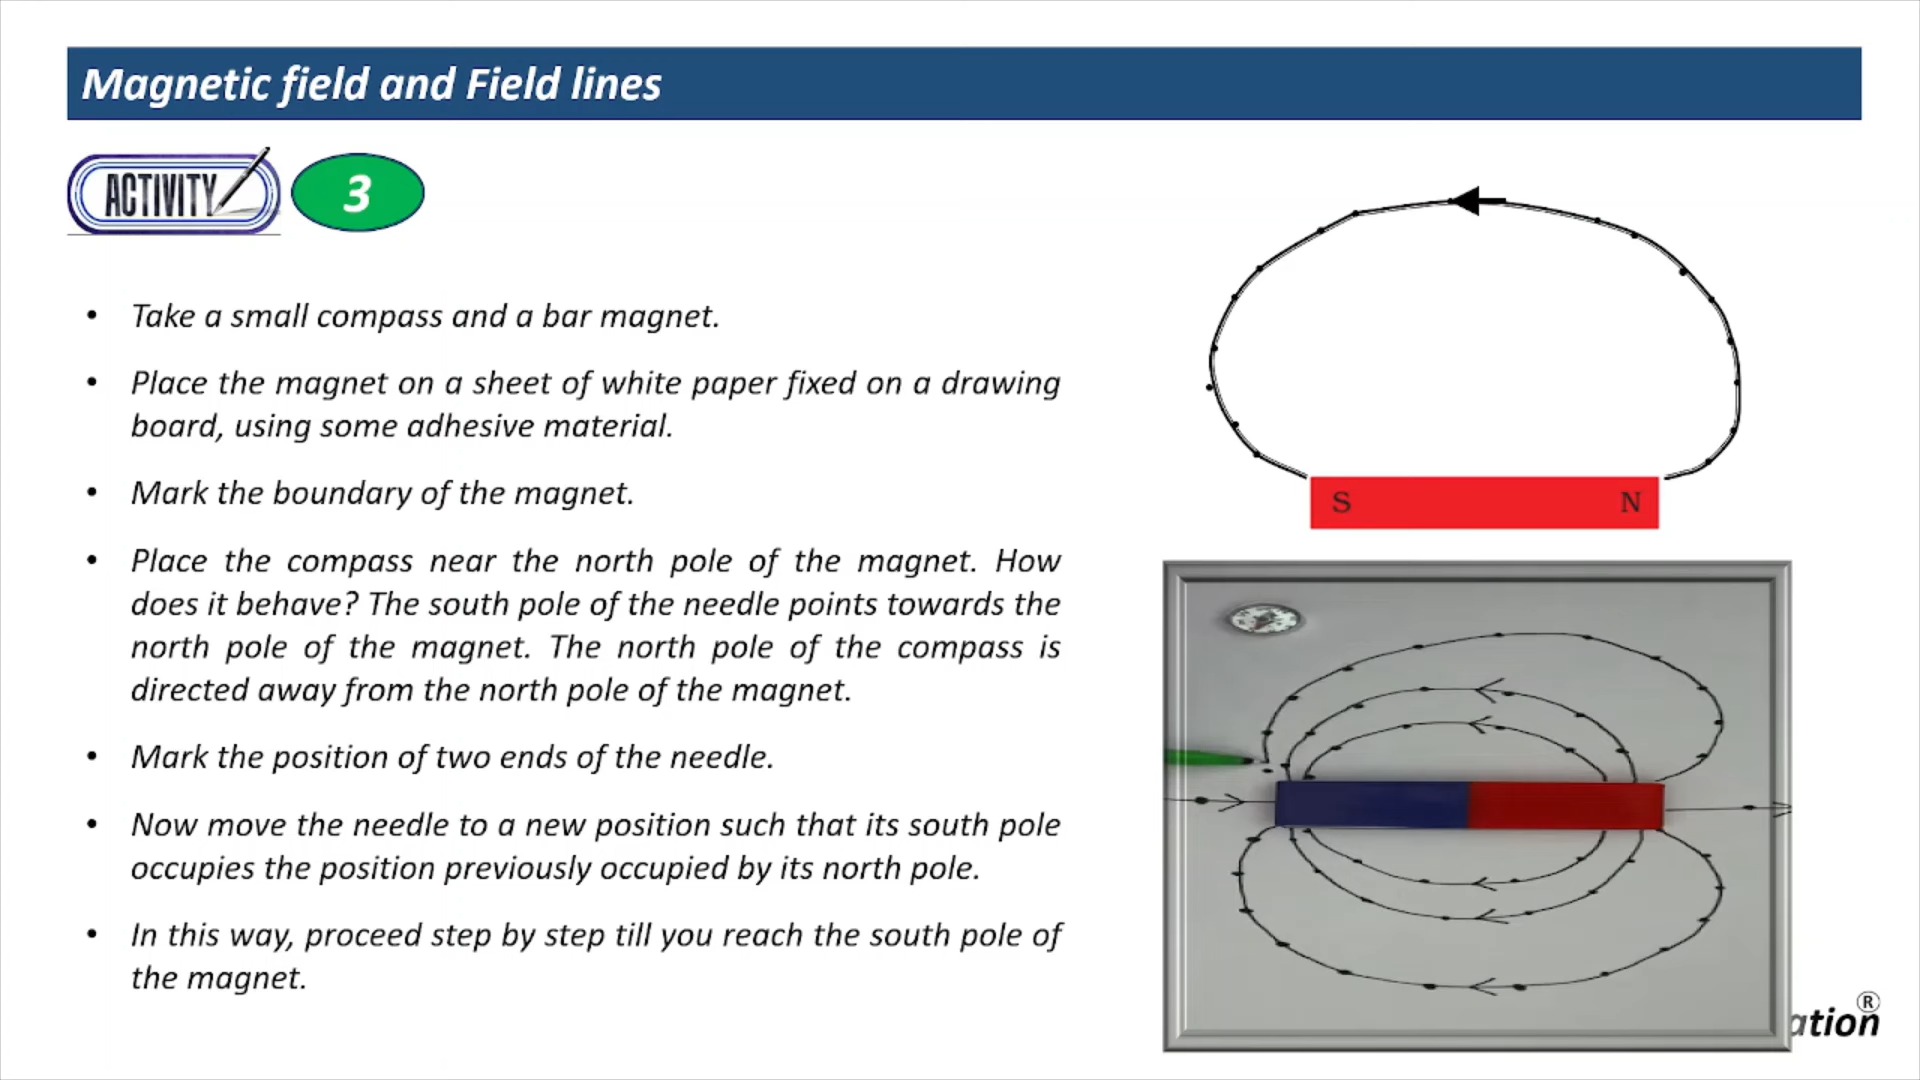 Magnetic field and Field lines
ACTIVITY
3
• Take a small compass and a bar magnet.
• Place the magnet on a sheet of white paper fixed on a drawing
board, using some adhesive material.
• Mark the boundary of the magnet.
• Place the compass near the north pole of the magnet. How
does it behave? The south pole of the needle points towards the
north pole of the magnet. The north pole of the compass is
directed away from the north pole of the magnet.
• Mark the position of two ends of the needle.
• Now move the needle to a new position such that its south pole
occupies the position previously occupied by its north pole.
• In this way, proceed step by step till you reach the south pole of
the magnet.
S N
ation®